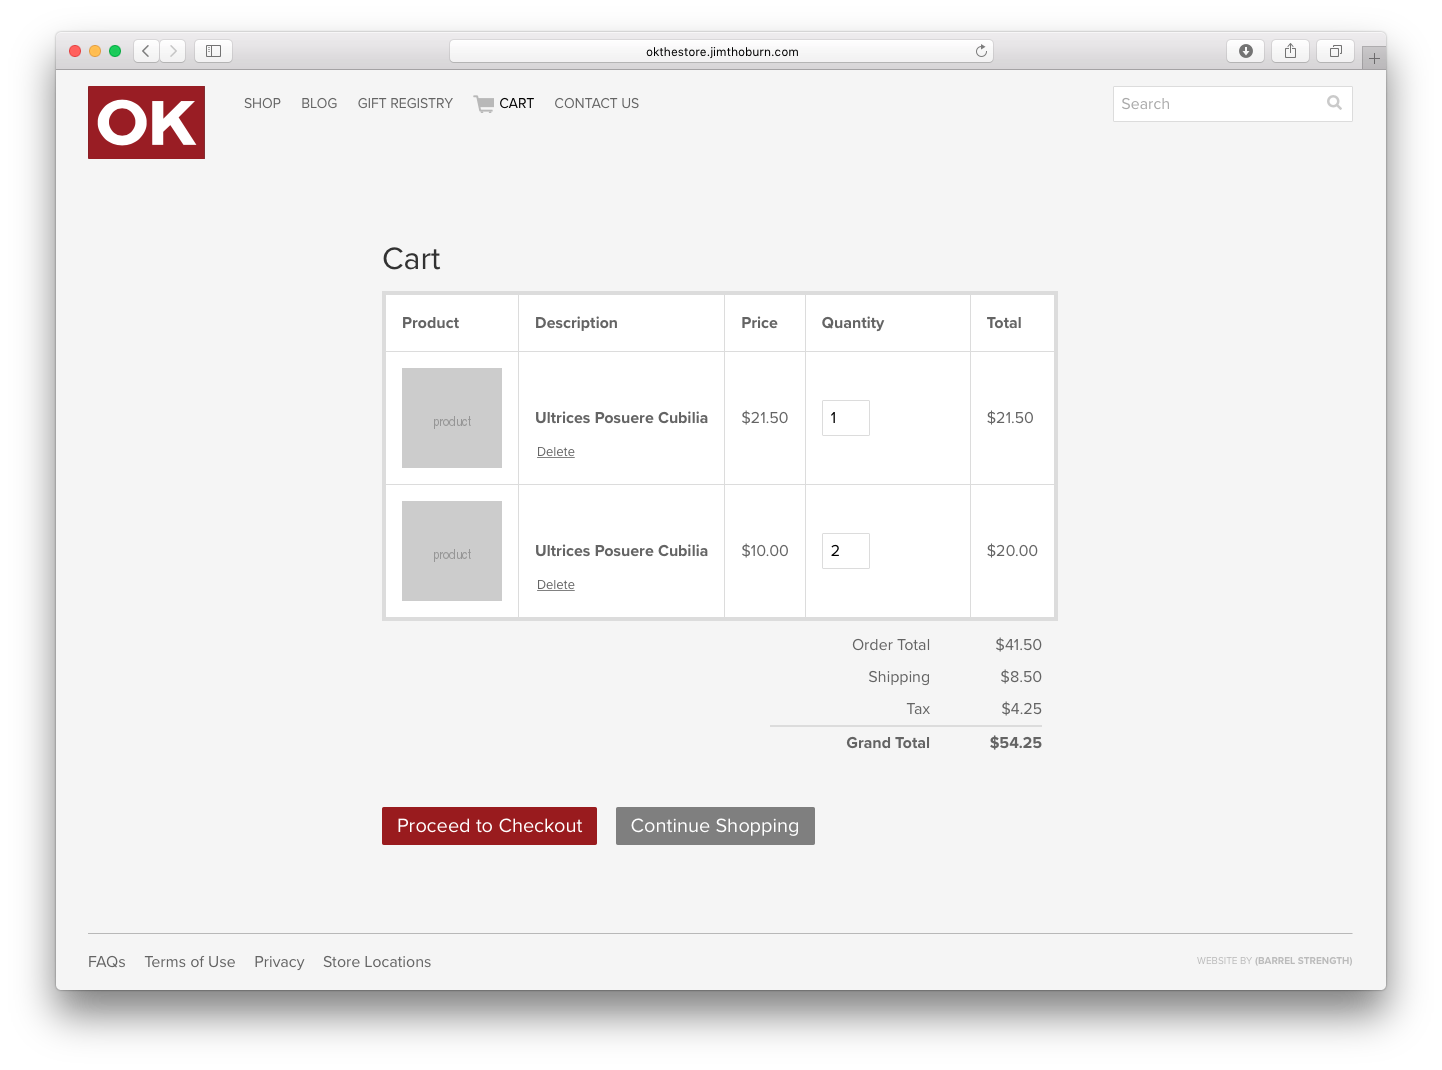 okthestore.jimthoburn.com
OK
SHOP BLOG GIFT REGISTRY CART CONTACT US
Search
Cart
Product Description Price Quantity Total
product
Ultrices Posuere Cubilia $21.50 1 $21.50
Delete
product
Ultrices Posuere Cubilia $10.00 2 $20.00
Delete
Order Total $41.50
Shipping $8.50
Tax $4.25
Grand Total $54.25
Proceed to Checkout Continue Shopping
FAQs Terms of Use Privacy Store Locations
WEBSITE BY (BARREL STRENGTH)